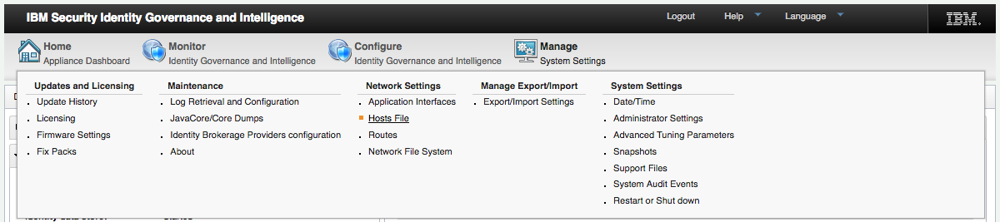 IBM Security Identity Governance and Intelligence
Logout Help Language
IBM
Home Monitor Configure Manage
Appliance Dashboard Identity Governance and Intelligence Identity Governance and Intelligence System Settings
Updates and Licensing
Update History
Licensing
Firmware Settings
Fix Packs
Maintenance
Log Retrieval and Configuration
JavaCore/Core Dumps
Identity Brokerage Providers configuration
About
Network Settings
Application Interfaces
Hosts File
Routes
Network File System
Manage Export/Import
Export/Import Settings
System Settings
Date/Time
Administrator Settings
Advanced Tuning Parameters
Snapshots
Support Files
System Audit Events
Restart or Shut down